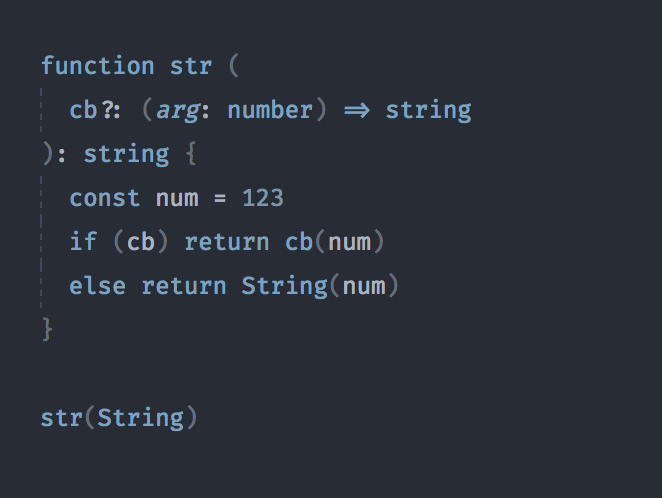 function str (
  cb?: (arg: number) => string
): string {
  const num = 123
  if (cb) return cb(num)
  else return String(num)
}

str(String)